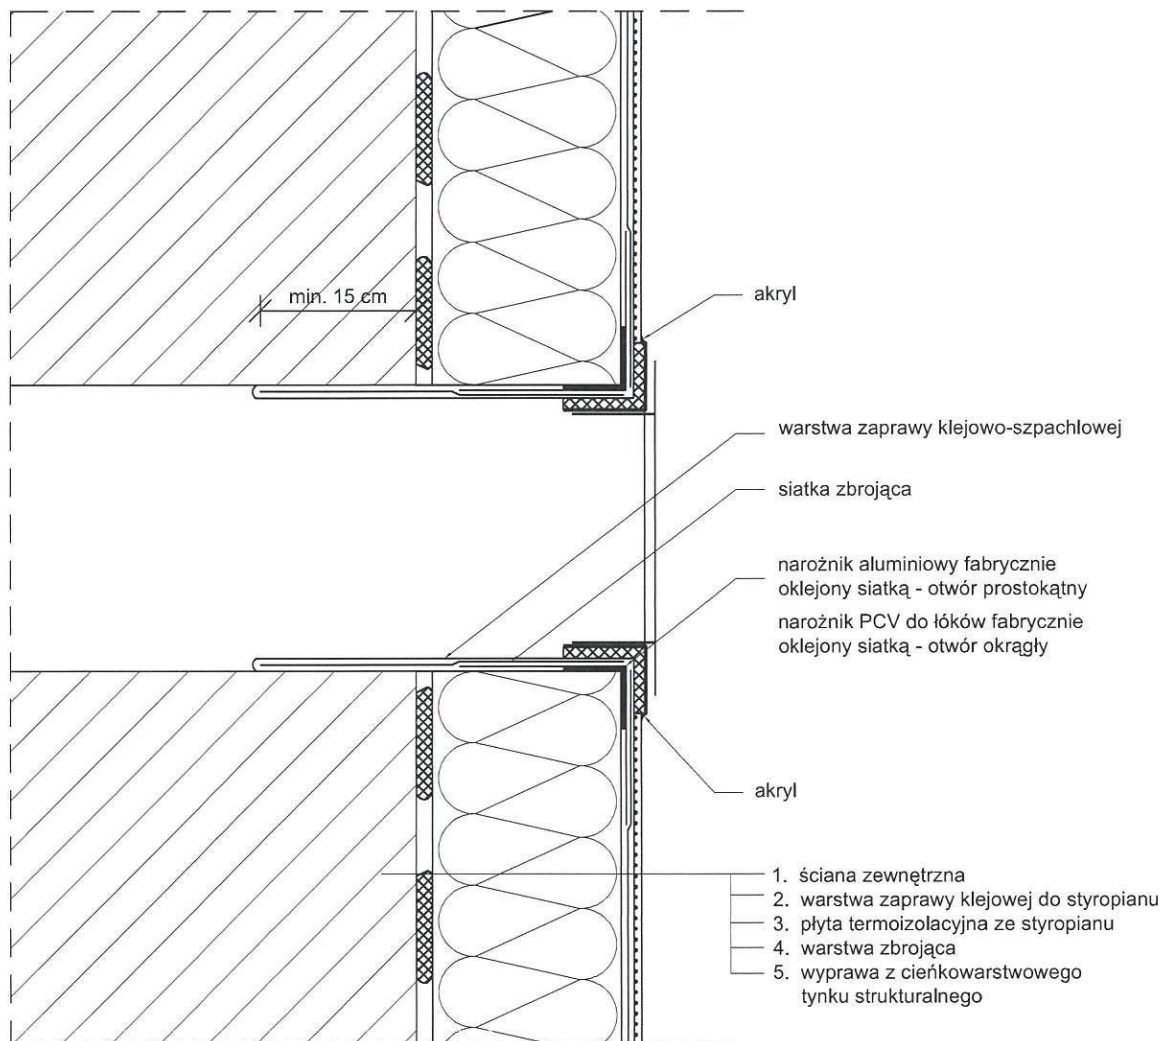 min. 15 cm
akryl
warstwa zaprawy klejowo-szpachlowej
siatka zbrojąca
narożnik aluminiowy fabrycznie
oklejony siatką - otwór prostokątny
narożnik PCV do łóków fabrycznie
oklejony siatką - otwór okrągły
akryl
1. ściana zewnętrzna
2. warstwa zaprawy klejowej do styropianu
3. płyta termoizolacyjna ze styropianu
4. warstwa zbrojąca
5. wyprawa z cieńkowarstwowego
tynku strukturalnego